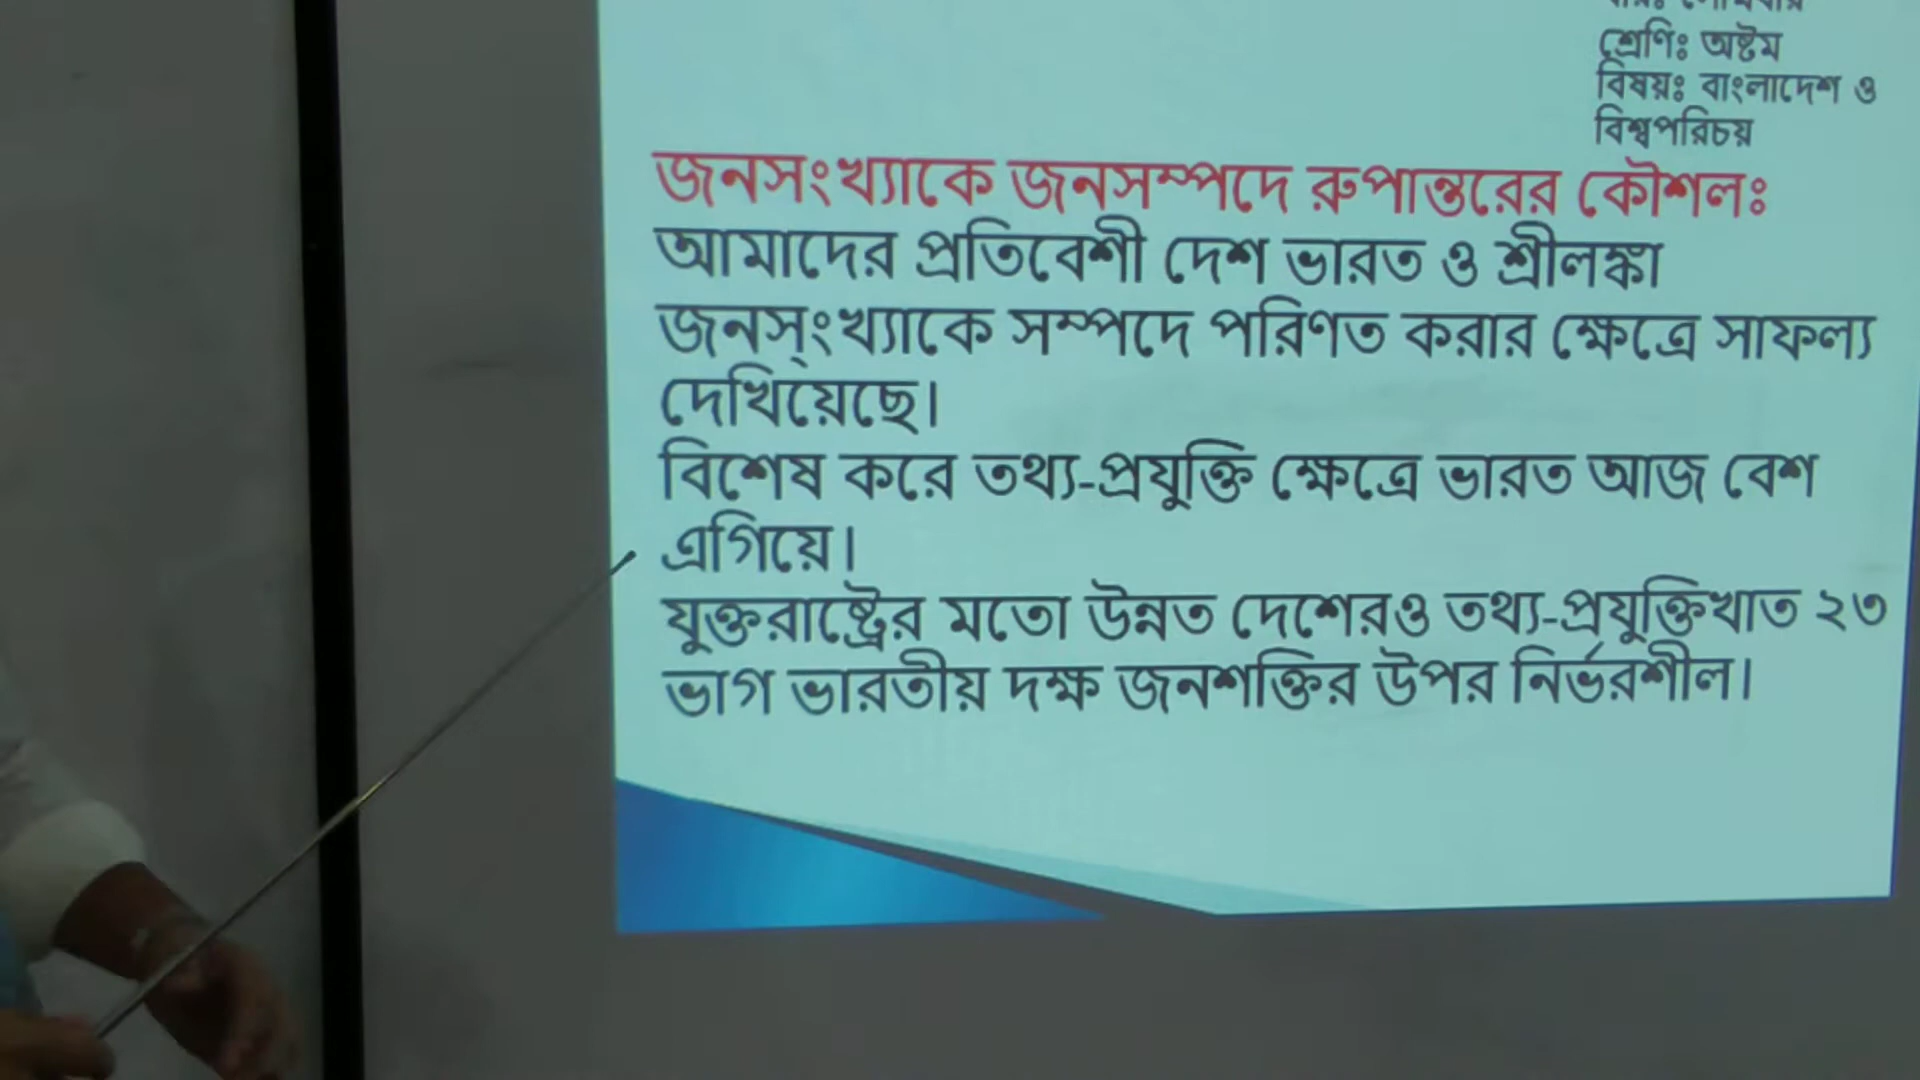 শ্রেণিঃ অষ্টম
বিষয়ঃ বাংলাদেশ ও
বিশ্বপরিচয়
জনসংখ্যাকে জনসম্পদে রুপান্তরের কৌশলঃ
আমাদের প্রতিবেশী দেশ ভারত ও শ্রীলঙ্কা
জনস্ংখ্যাকে সম্পদে পরিণত করার ক্ষেত্রে সাফল্য
দেখিয়েছে।
বিশেষ করে তথ্য-প্রযুক্তি ক্ষেত্রে ভারত আজ বেশ
এগিয়ে।
যুক্তরাষ্ট্রের মতো উন্নত দেশেরও তথ্য-প্রযুক্তিখাত ২৩
ভাগ ভারতীয় দক্ষ জনশক্তির উপর নির্ভরশীল।